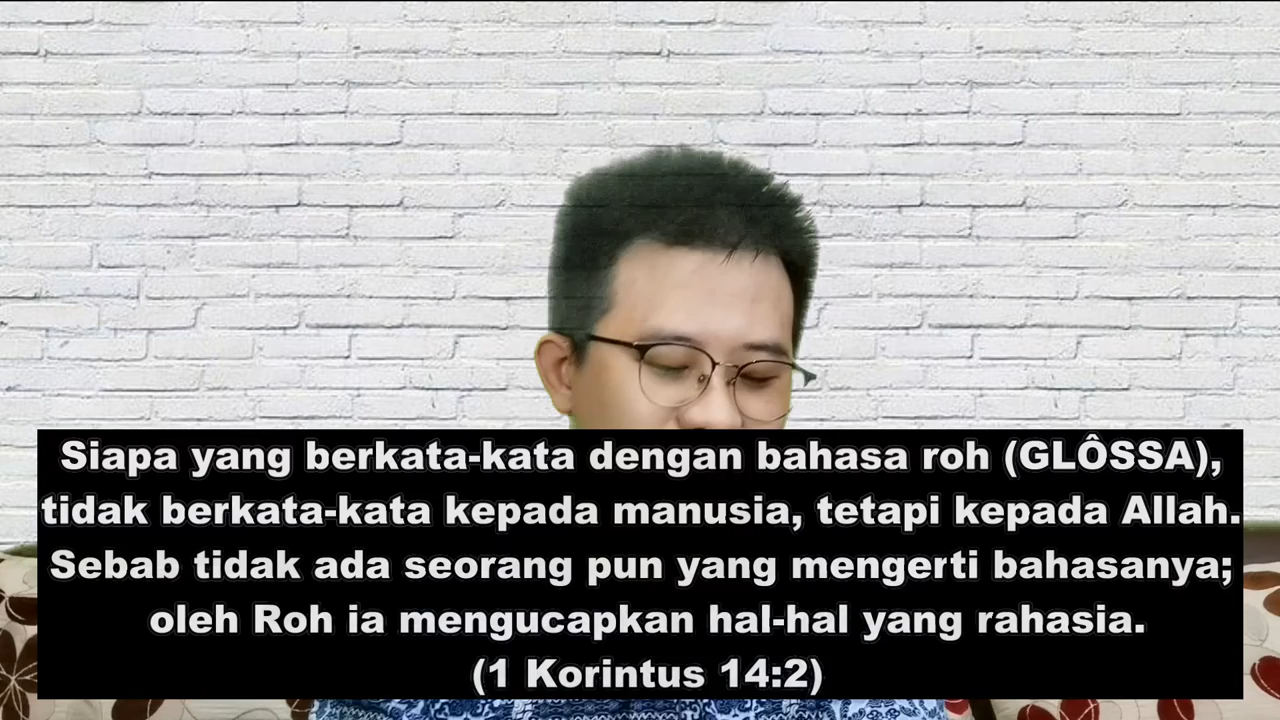 Siapa yang berkata-kata dengan bahasa roh (GLÔSSA),
tidak berkata-kata kepada manusia, tetapi kepada Allah.
Sebab tidak ada seorang pun yang mengerti bahasanya;
oleh Roh ia mengucapkan hal-hal yang rahasia.
(1 Korintus 14:2)